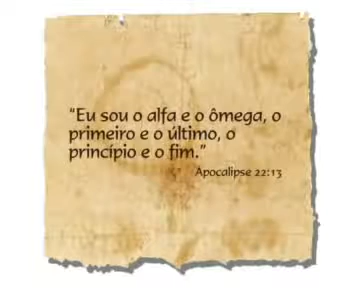 “Eu sou o alfa e o ômega, o
primeiro e o último, o
princípio e o fim.”
Apocalipse 22:13